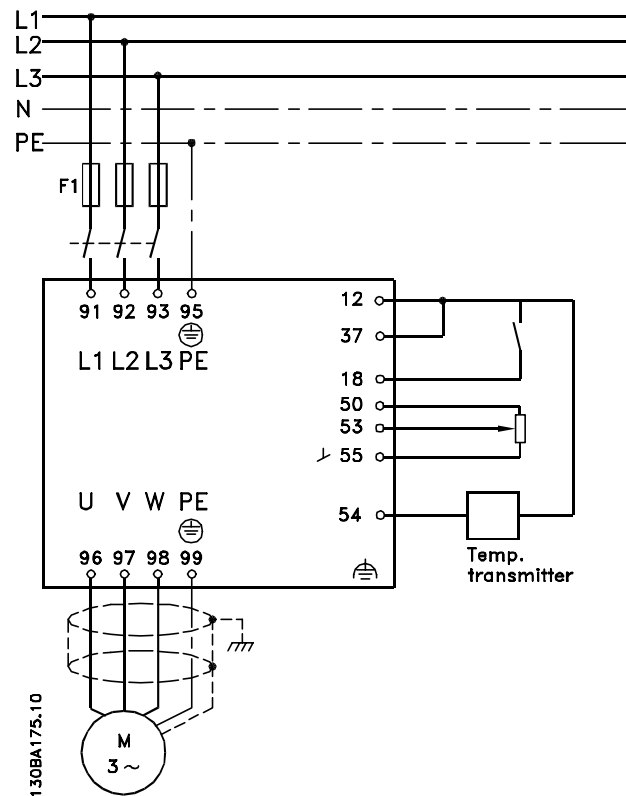 L1
L2
L3
N
PE
F1
91 92 93 95
L1 L2 L3 PE
12
37
18
50
53
55
54
U V W PE
96 97 98 99
Temp.
transmitter
M
3~
130BA175.10